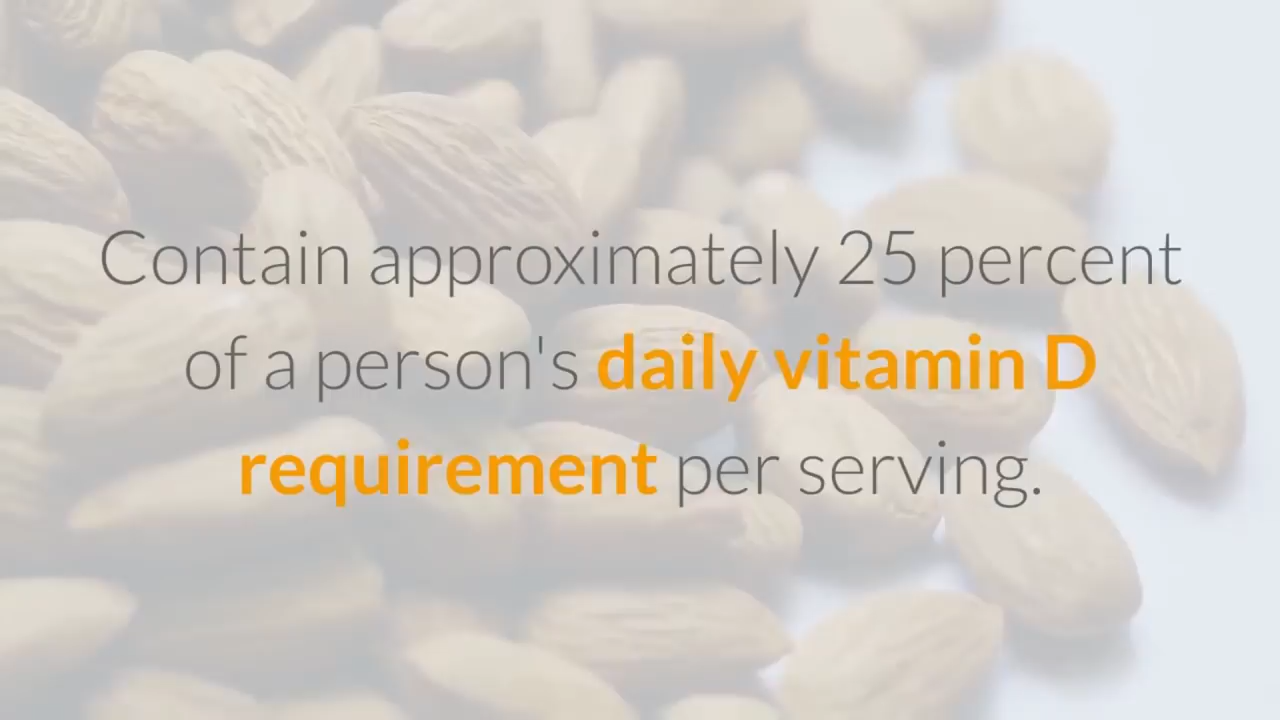 Contain approximately 25 percent
of a person's daily vitamin D
requirement per serving.